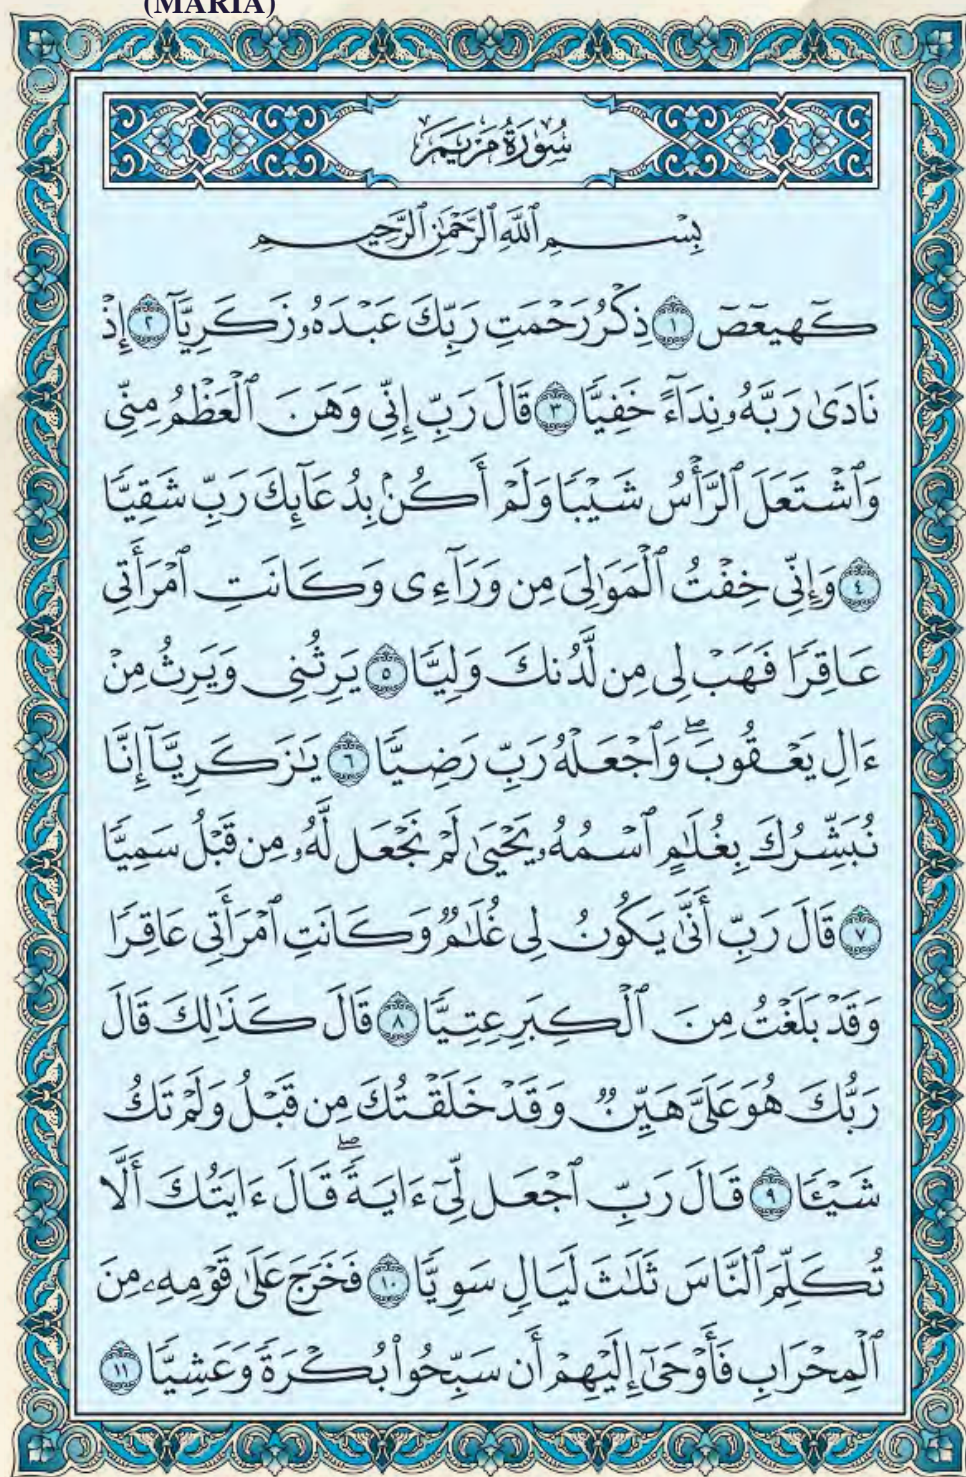 (MARIA)
سُورَةُ مَرْيَمَ
بِسْمِ ٱللَّهِ ٱلرَّحْمَٰنِ ٱلرَّحِيمِ
كٓهيعٓصٓ ١ ذِكْرُ رَحْمَتِ رَبِّكَ عَبْدَهُۥ زَكَرِيَّآ ٢ إِذْ
نَادَىٰ رَبَّهُۥ نِدَآءً خَفِيًّا ٣ قَالَ رَبِّ إِنِّى وَهَنَ ٱلْعَظْمُ مِنِّى
وَٱشْتَعَلَ ٱلرَّأْسُ شَيْبًا وَلَمْ أَكُنۢ بِدُعَآئِكَ رَبِّ شَقِيًّا
٤ وَإِنِّى خِفْتُ ٱلْمَوَٰلِىَ مِن وَرَآءِى وَكَانَتِ ٱمْرَأَتِى
عَاقِرًا فَهَبْ لِى مِن لَّدُنكَ وَلِيًّا ٥ يَرِثُنِى وَيَرِثُ مِنْ
ءَالِ يَعْقُوبَ ۖ وَٱجْعَلْهُ رَبِّ رَضِيًّا ٦ يَٰزَكَرِيَّآ إِنَّا
نُبَشِّرُكَ بِغُلَٰمٍ ٱسْمُهُۥ يَحْيَىٰ لَمْ نَجْعَل لَّهُۥ مِن قَبْلُ سَمِيًّا
٧ قَالَ رَبِّ أَنَّىٰ يَكُونُ لِى غُلَٰمٌ وَكَانَتِ ٱمْرَأَتِى عَاقِرًا
وَقَدْ بَلَغْتُ مِنَ ٱلْكِبَرِ عِتِيًّا ٨ قَالَ كَذَٰلِكَ قَالَ
رَبُّكَ هُوَ عَلَىَّ هَيِّنٌ وَقَدْ خَلَقْتُكَ مِن قَبْلُ وَلَمْ تَكُ
شَيْـًٔا ٩ قَالَ رَبِّ ٱجْعَل لِّىٓ ءَايَةً ۚ قَالَ ءَايَتُكَ أَلَّا
تُكَلِّمَ ٱلنَّاسَ ثَلَٰثَ لَيَالٍ سَوِيًّا ١٠ فَخَرَجَ عَلَىٰ قَوْمِهِۦ مِنَ
ٱلْمِحْرَابِ فَأَوْحَىٰٓ إِلَيْهِمْ أَن سَبِّحُوا۟ بُكْرَةً وَعَشِيًّا ١١